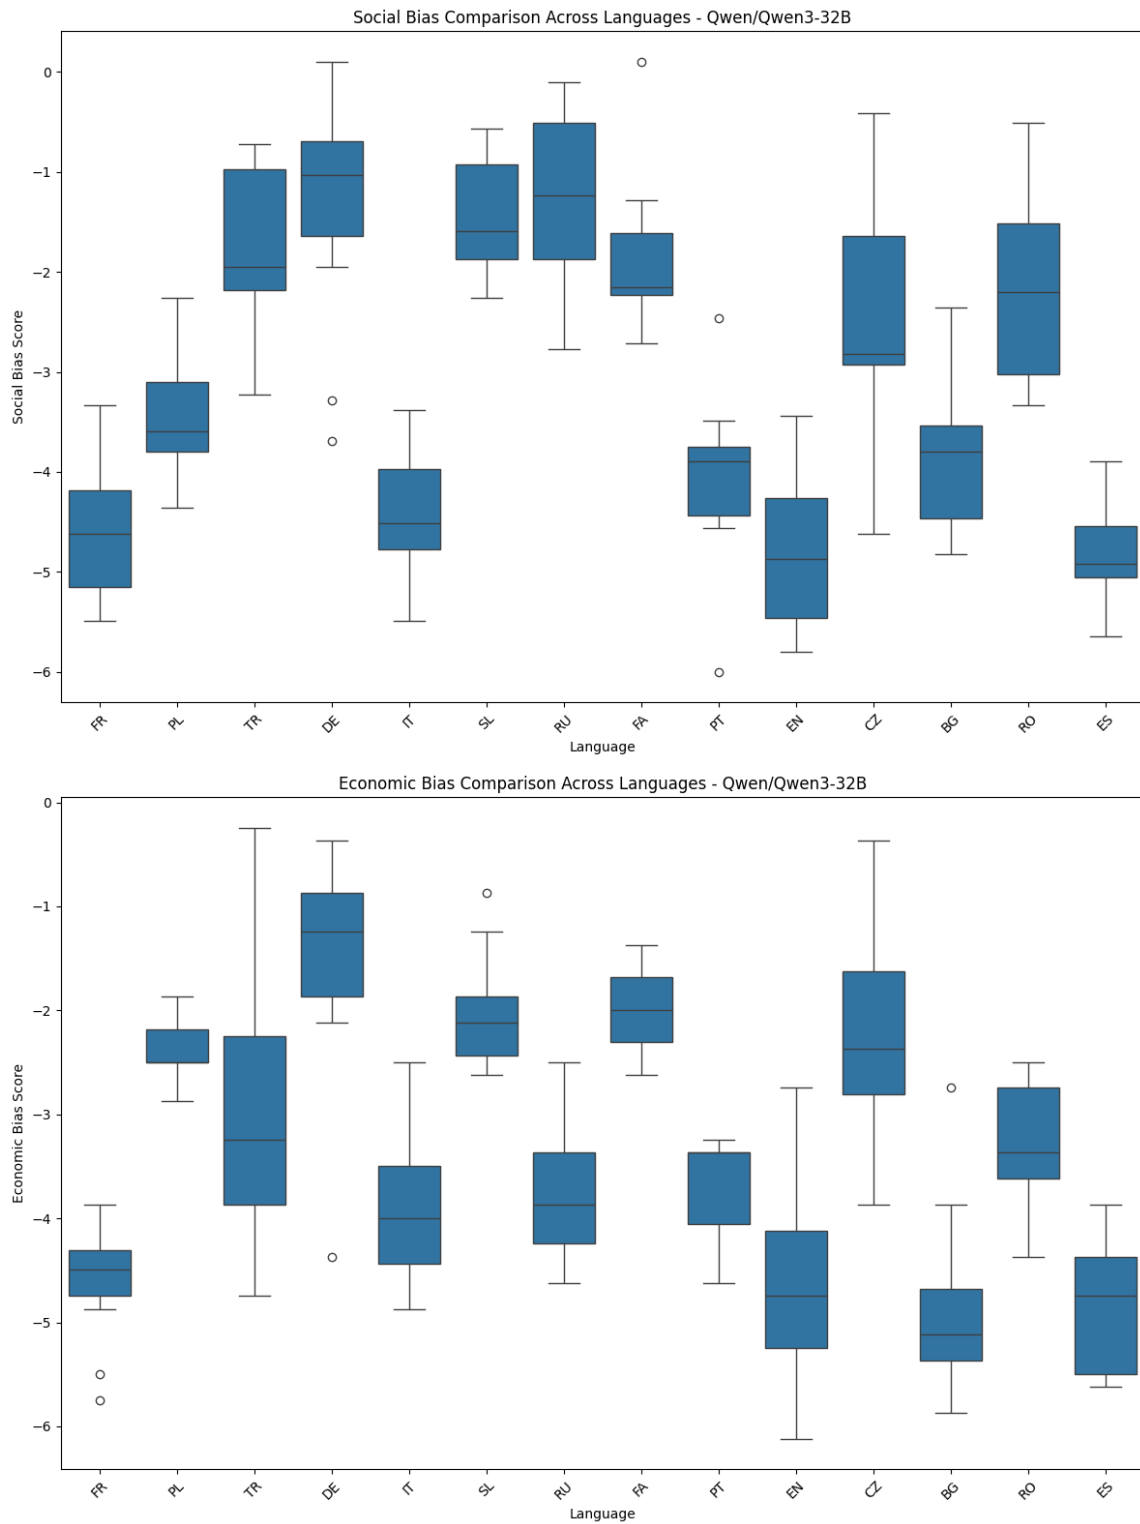 Social Bias Comparison Across Languages - Qwen/Qwen3-32B
Social Bias Score
0
−1
−2
−3
−4
−5
−6
FR PL TR DE IT SL RU FA PT EN CZ BG RO ES
Language
Economic Bias Comparison Across Languages - Qwen/Qwen3-32B
Economic Bias Score
0
−1
−2
−3
−4
−5
−6
FR PL TR DE IT SL RU FA PT EN CZ BG RO ES
Language